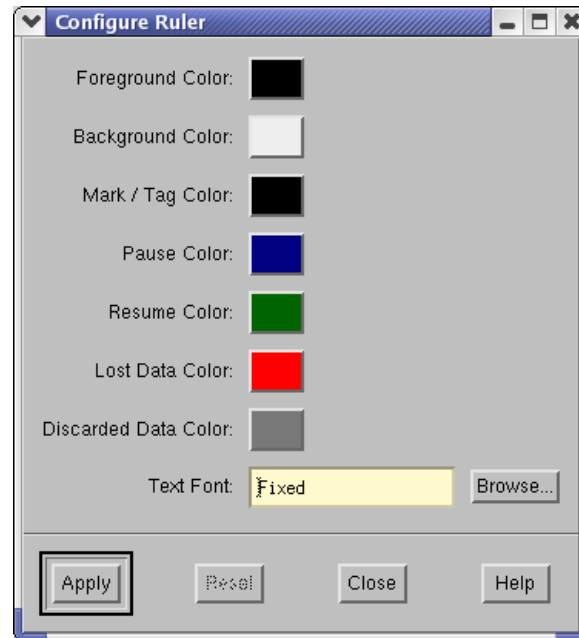 Configure Ruler
Foreground Color:
Background Color:
Mark / Tag Color:
Pause Color:
Resume Color:
Lost Data Color:
Discarded Data Color:
Text Font: Fixed Browse...
Apply Reset Close Help